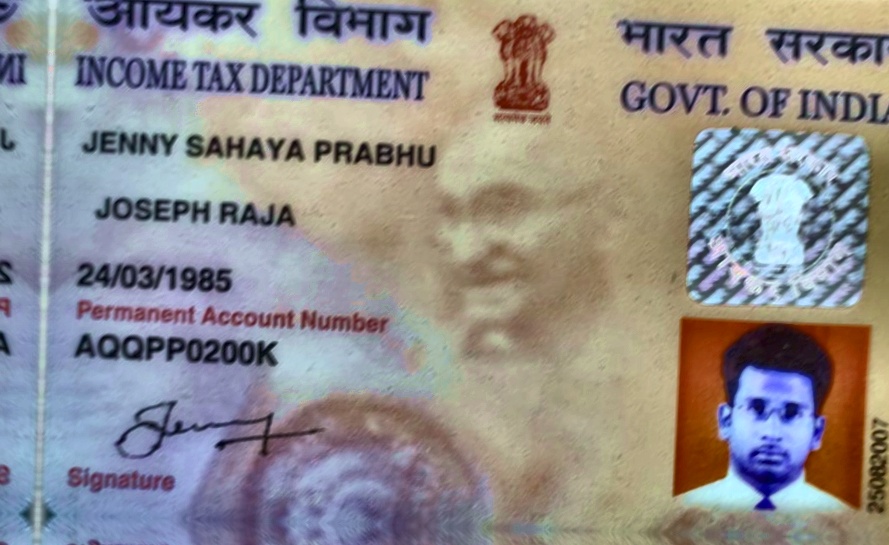 आयकर विभाग
INCOME TAX DEPARTMENT
भारत सरकार
GOVT. OF INDIA
JENNY SAHAYA PRABHU
JOSEPH RAJA
24/03/1985
Permanent Account Number
AQQPP0200K
Signature
25082007